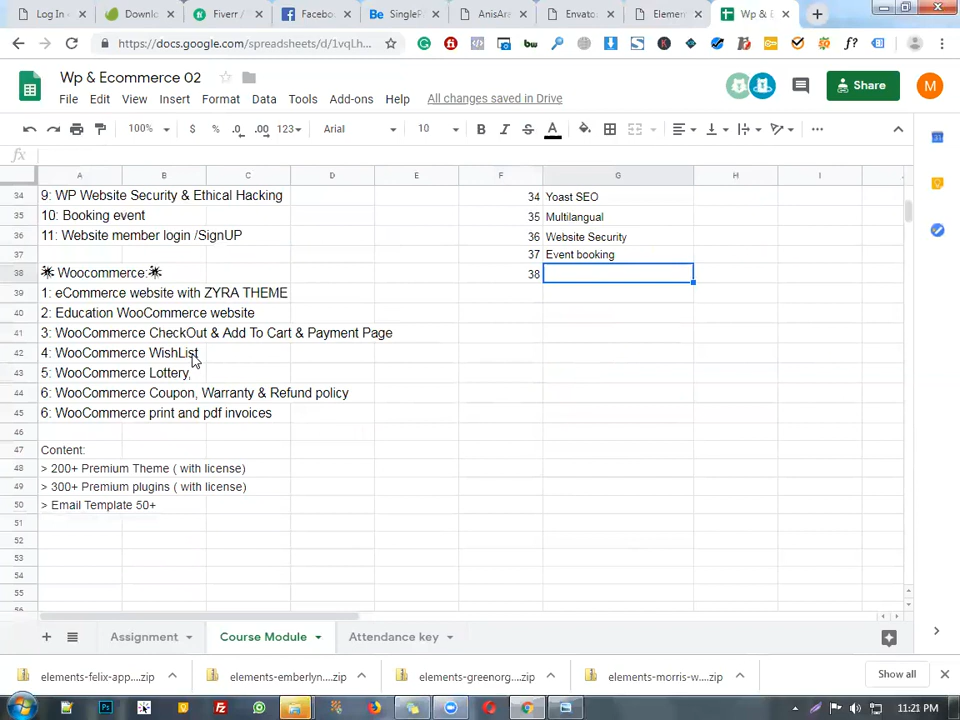 Log In
Downlo
Fiverr /
Facebo
SingleP
AnisAre
Envato
Elemen
Wp & E
https://docs.google.com/spreadsheets/d/1vqLh...
Wp & Ecommerce 02
File Edit View Insert Format Data Tools Add-ons Help All changes saved in Drive
Share
M
100% $ % .0 .00 123 Arial 10 B I S A
fx
A B C D E F G H I
34 9: WP Website Security & Ethical Hacking 34 Yoast SEO
35 10: Booking event 35 Multilangual
36 11: Website member login /SignUP 36 Website Security
37 37 Event booking
38 Woocommerce: 38
39 1: eCommerce website with ZYRA THEME
40 2: Education WooCommerce website
41 3: WooCommerce CheckOut & Add To Cart & Payment Page
42 4: WooCommerce WishList
43 5: WooCommerce Lottery,
44 6: WooCommerce Coupon, Warranty & Refund policy
45 6: WooCommerce print and pdf invoices
46
47 Content:
48 > 200+ Premium Theme ( with license)
49 > 300+ Premium plugins ( with license)
50 > Email Template 50+
51
52
53
54
55
Assignment Course Module Attendance key
elements-felix-app....zip elements-emberlyn....zip elements-greenorg....zip elements-morris-w....zip Show all
11:21 PM